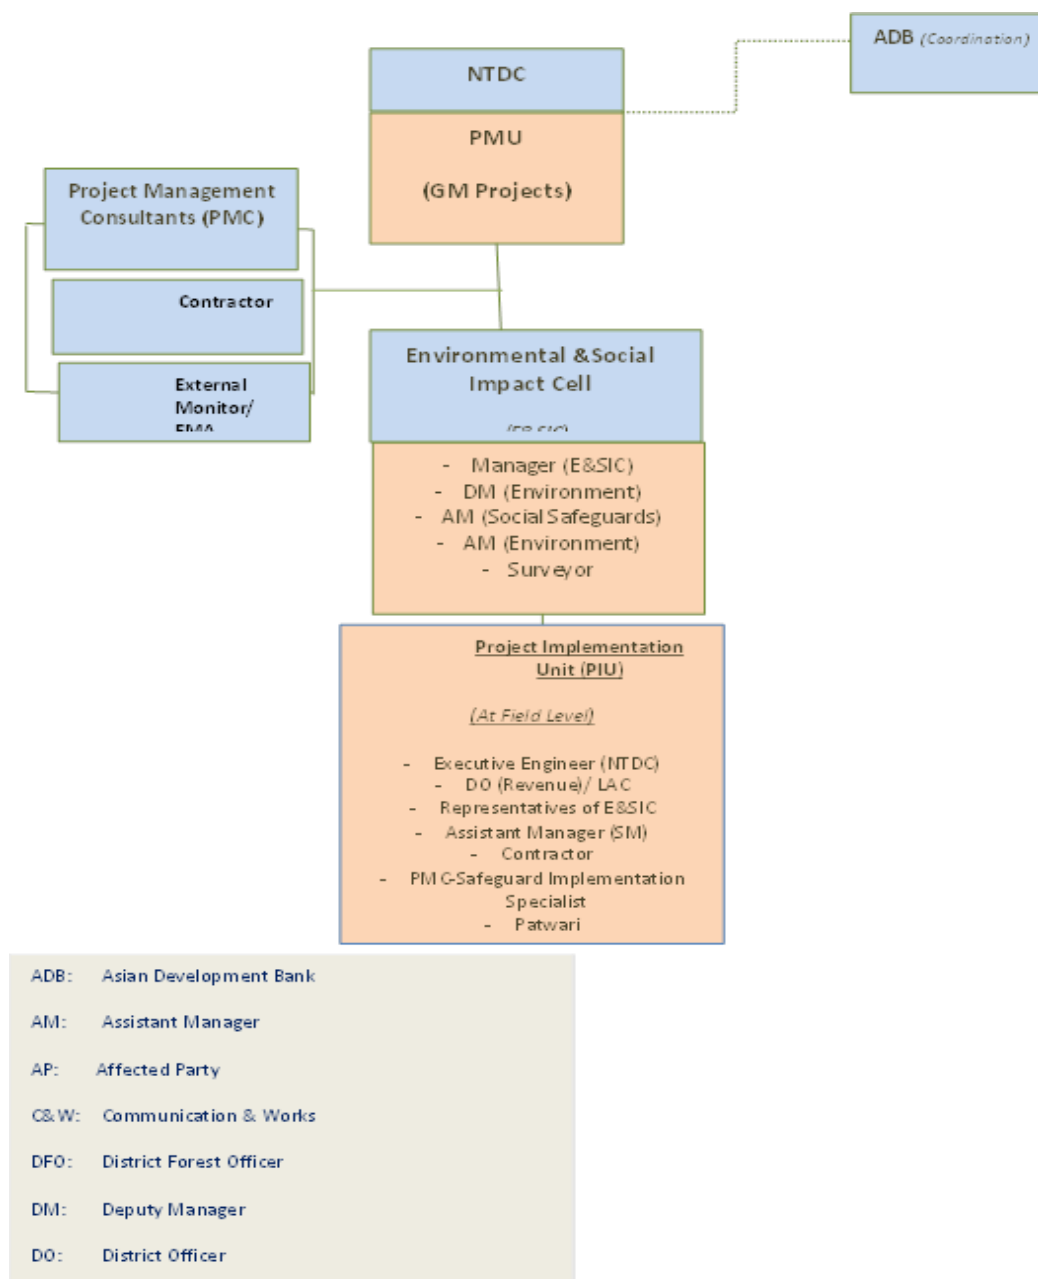 ADB (Coordination)
NTDC
PMU
(GM Projects)
Project Management
Consultants (PMC)
Contractor
External
Monitor/
Environmental &Social
Impact Cell
- Manager (E&SIC)
- DM (Environment)
- AM (Social Safeguards)
- AM (Environment)
- Surveyor
Project Implementation
Unit (PIU)
(At Field Level)
- Executive Engineer (NTDC)
- DO (Revenue)/ LAC
- Representatives of E&SIC
- Assistant Manager (SM)
- Contractor
- PMC-Safeguard Implementation
Specialist
- Patwari
ADB: Asian Development Bank
AM: Assistant Manager
AP: Affected Party
C&W: Communication & Works
DFO: District Forest Officer
DM: Deputy Manager
DO: District Officer